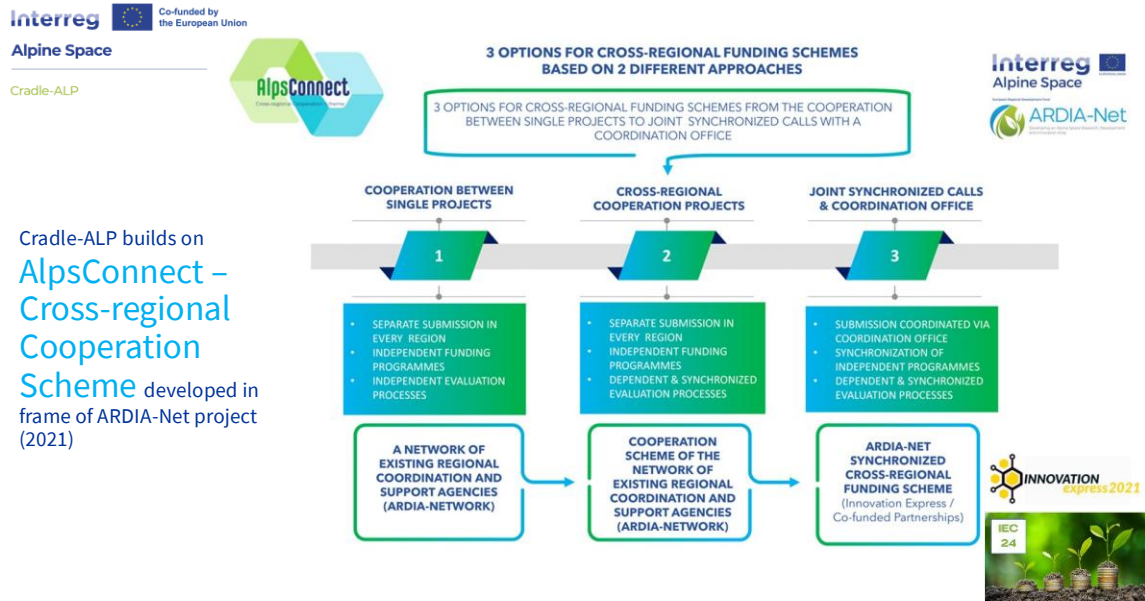 Interreg
Co-funded by
the European Union
Alpine Space
Cradle-ALP
AlpsConnect
Cross-regional Cooperation Scheme
3 OPTIONS FOR CROSS-REGIONAL FUNDING SCHEMES
BASED ON 2 DIFFERENT APPROACHES
3 OPTIONS FOR CROSS-REGIONAL FUNDING SCHEMES FROM THE COOPERATION
BETWEEN SINGLE PROJECTS TO JOINT SYNCHRONIZED CALLS WITH A
COORDINATION OFFICE
Interreg
Alpine Space
ARDIA-Net
Cradle-ALP builds on
AlpsConnect –
Cross-regional
Cooperation
Scheme developed in
frame of ARDIA-Net project
(2021)
COOPERATION BETWEEN
SINGLE PROJECTS
1
• SEPARATE SUBMISSION IN
EVERY REGION
• INDEPENDENT FUNDING
PROGRAMMES
• INDEPENDENT EVALUATION
PROCESSES
A NETWORK OF
EXISTING REGIONAL
COORDINATION AND
SUPPORT AGENCIES
(ARDIA-NETWORK)
CROSS-REGIONAL
COOPERATION PROJECTS
2
• SEPARATE SUBMISSION IN
EVERY REGION
• INDEPENDENT FUNDING
PROGRAMMES
• DEPENDENT & SYNCHRONIZED
EVALUATION PROCESSES
COOPERATION
SCHEME OF THE
NETWORK OF
EXISTING REGIONAL
COORDINATION AND
SUPPORT AGENCIES
(ARDIA-NETWORK)
JOINT SYNCHRONIZED CALLS
& COORDINATION OFFICE
3
• SUBMISSION COORDINATED VIA
COORDINATION OFFICE
• SYNCHRONIZATION OF
INDEPENDENT PROGRAMMES
• DEPENDENT & SYNCHRONIZED
EVALUATION PROCESSES
ARDIA-NET
SYNCHRONIZED
CROSS-REGIONAL
FUNDING SCHEME
(Innovation Express /
Co-funded Partnerships)
INNOVATION
express2021
IEC
24